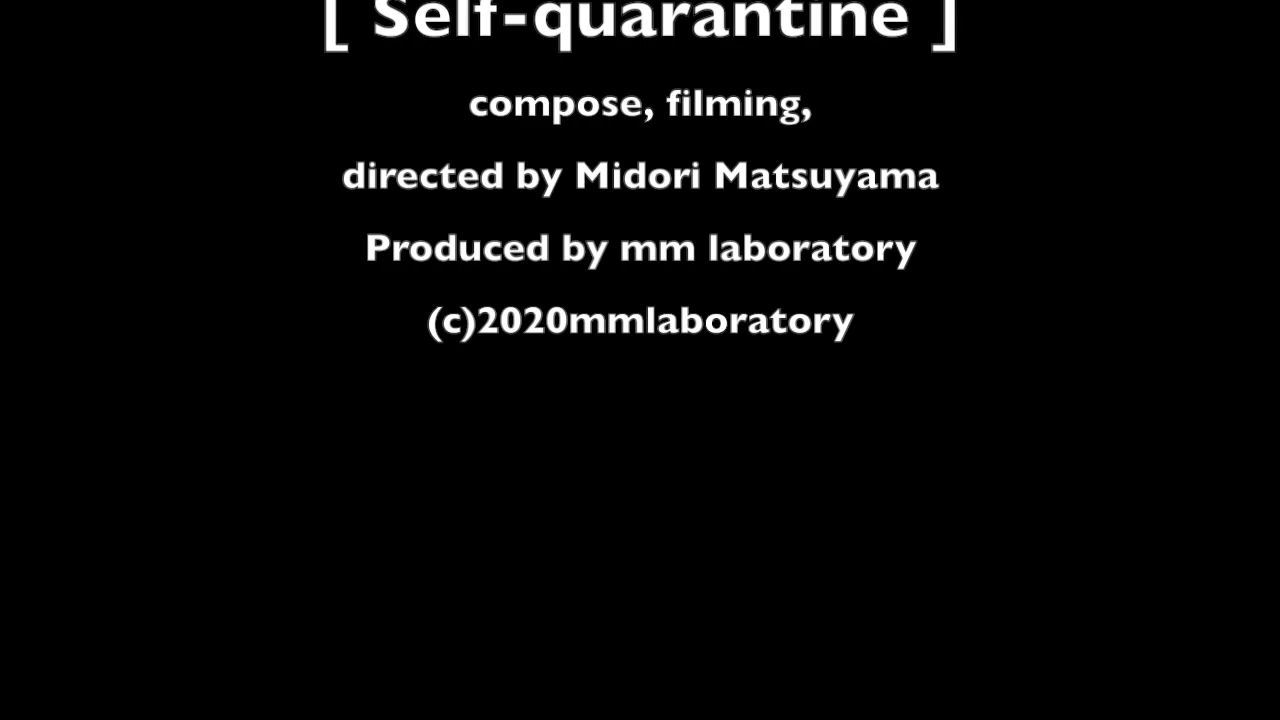 [ Self-quarantine ]
compose, filming,
directed by Midori Matsuyama
Produced by mm laboratory
(c)2020mmlaboratory